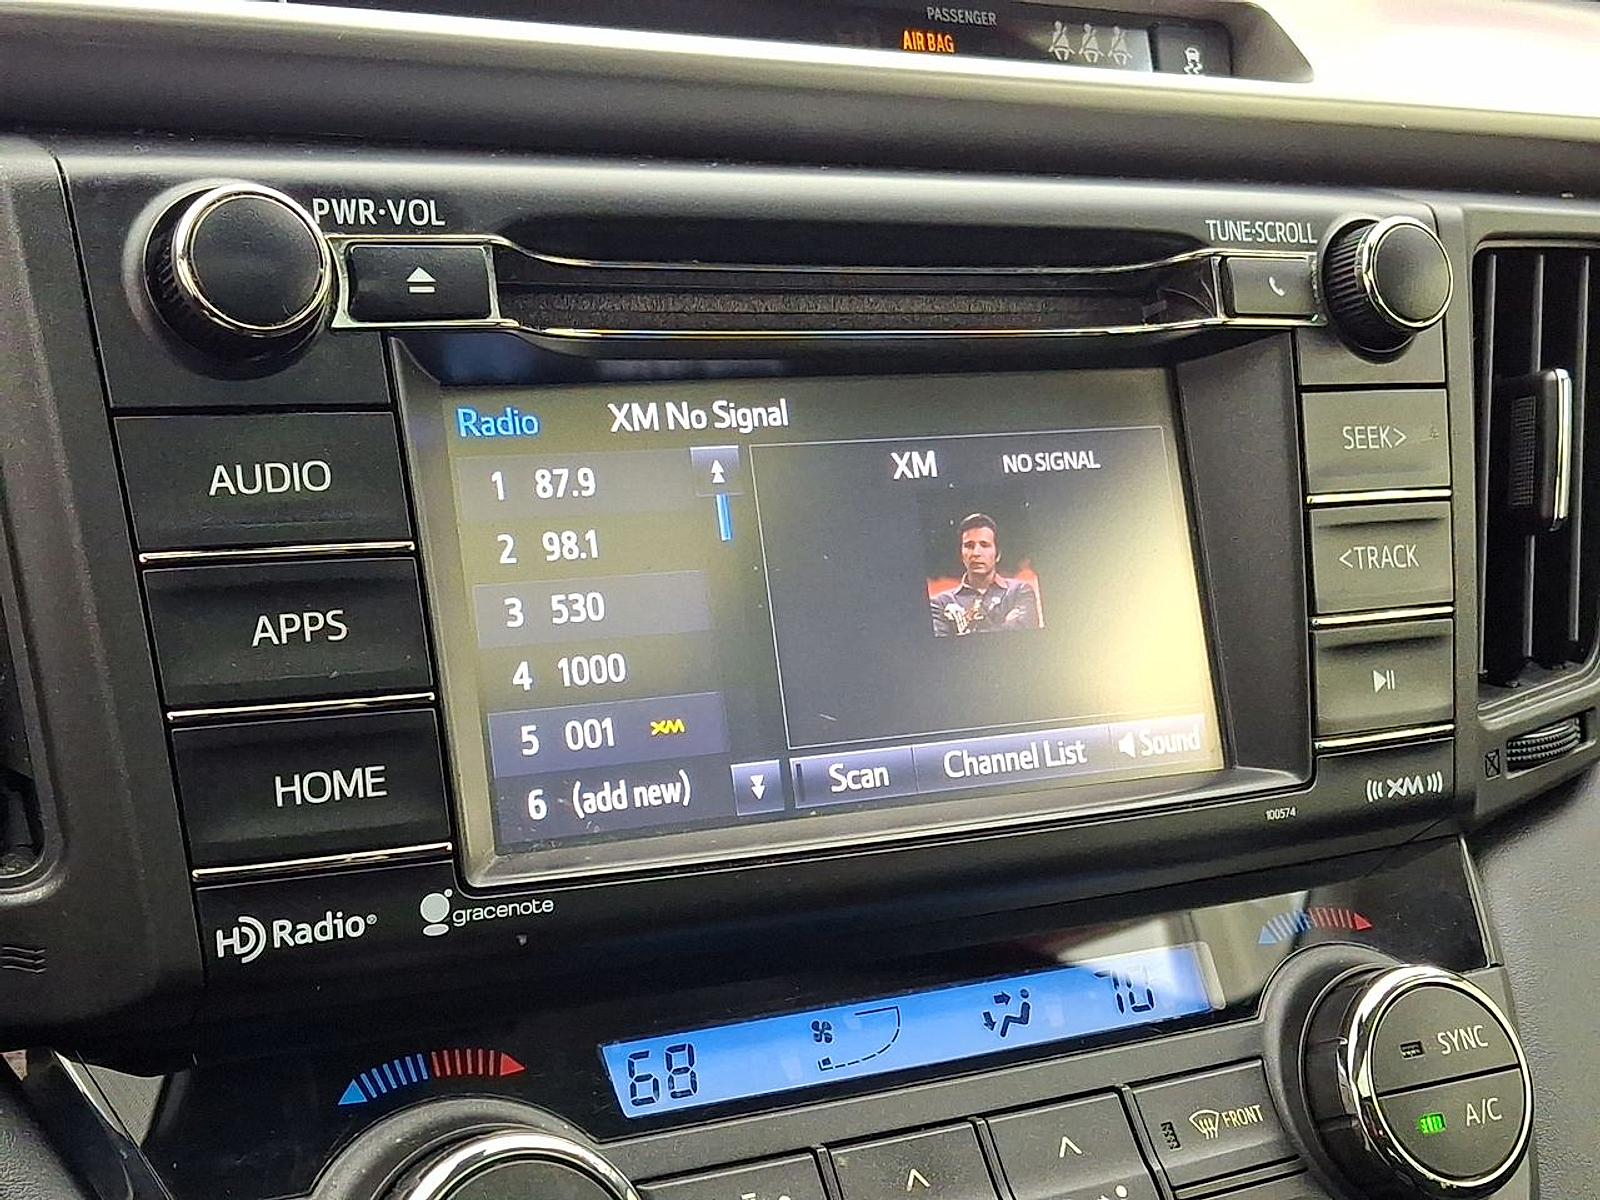 PASSENGER
AIR BAG
PWR·VOL
TUNE·SCROLL
AUDIO
APPS
HOME
Radio
XM No Signal
1 87.9
2 98.1
3 530
4 1000
5 001 XM
6 (add new)
XM NO SIGNAL
Scan
Channel List
Sound
SEEK>
<TRACK
XM
100574
HD Radio®
gracenote
68
70
SYNC
A/C
FRONT